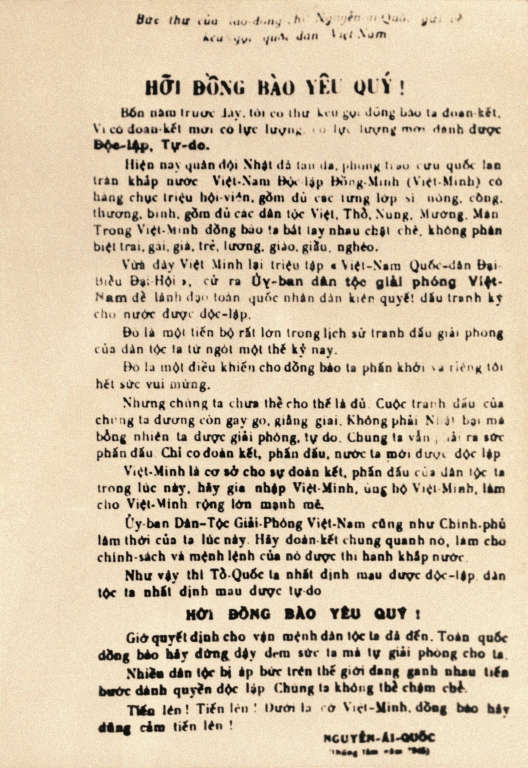 Bức thư của lão-đồng chí Nguyễn-ái-Quốc gửi
kêu gọi quốc dân Việt-Nam
HỠI ĐỒNG BÀO YÊU QUÝ !
Bốn năm trước đây, tôi có thư kêu gọi đồng bào ta đoàn-kết.
Vì có đoàn-kết mới có lực lượng, có lực lượng mới dành được
Độc-lập, Tự-do.
Hiện nay quân đội Nhật đã tan dã, phong trào cứu quốc lan
tràn khắp nước Việt-Nam Độc-lập Đồng-Minh (Việt-Minh) có
hàng chục triệu hội-viên, gồm đủ các từng lớp sĩ nông, công,
thương, binh, gồm đủ các dân tộc Việt, Thổ, Nùng, Mường, Mán
Trong Việt-Minh đồng bào ta bắt tay nhau chặt chẽ, không phân
biệt trai, gái, già, trẻ, lương, giáo, giầu, nghèo.
Vừa đây Việt Minh lại triệu tập « Việt-Nam Quốc-dân Đại-
Biểu Đại-Hội », cử ra Ủy-ban dân tộc giải phóng Việt-
Nam để lãnh đạo toàn quốc nhân dân kiên quyết đấu tranh kỳ
cho nước được độc-lập.
Đó là một tiến bộ rất lớn trong lịch sử tranh đấu giải phóng
của dân tộc ta từ ngót một thế kỷ nay.
Đó là một điều khiến cho đồng bào ta phấn khởi và riêng tôi
hết sức vui mừng.
Nhưng chúng ta chưa thể cho thế là đủ. Cuộc tranh đấu của
chúng ta đương còn gay go, giằng giai. Không phải Nhật bại mà
bỗng nhiên ta được giải phóng, tự do. Chúng ta vẫn phải ra sức
phấn đấu. Chỉ có đoàn kết, phấn đấu, nước ta mới được độc lập
Việt-Minh là cơ sở cho sự đoàn kết, phấn đấu của dân tộc ta
trong lúc này, hãy gia nhập Việt-Minh, ủng hộ Việt-Minh, làm
cho Việt-Minh rộng lớn mạnh mẽ.
Ủy-ban Dân-Tộc Giải-Phóng Việt-Nam cũng như Chính-phủ
lâm thời của ta lúc này. Hãy đoàn-kết chung quanh nó, làm cho
chính-sách và mệnh lệnh của nó được thi hành khắp nước.
Như vậy thì Tổ-Quốc ta nhất định mau được độc-lập, dân
tộc ta nhất định mau được tự-do
HỠI ĐỒNG BÀO YÊU QUÝ !
Giờ quyết định cho vận mệnh dân tộc ta đã đến. Toàn quốc
đồng bào hãy đứng dậy đem sức ta mà tự giải phóng cho ta.
Nhiều dân tộc bị áp bức trên thế giới đang ganh nhau tiến
bước dành quyền độc lập Chúng ta không thể chậm chễ.
Tiến lên ! Tiến lên ! Dưới lá cờ Việt-Minh, đồng bào hãy
dũng cảm tiến lên !
NGUYỄN-ÁI-QUỐC
Tháng tám năm 1945